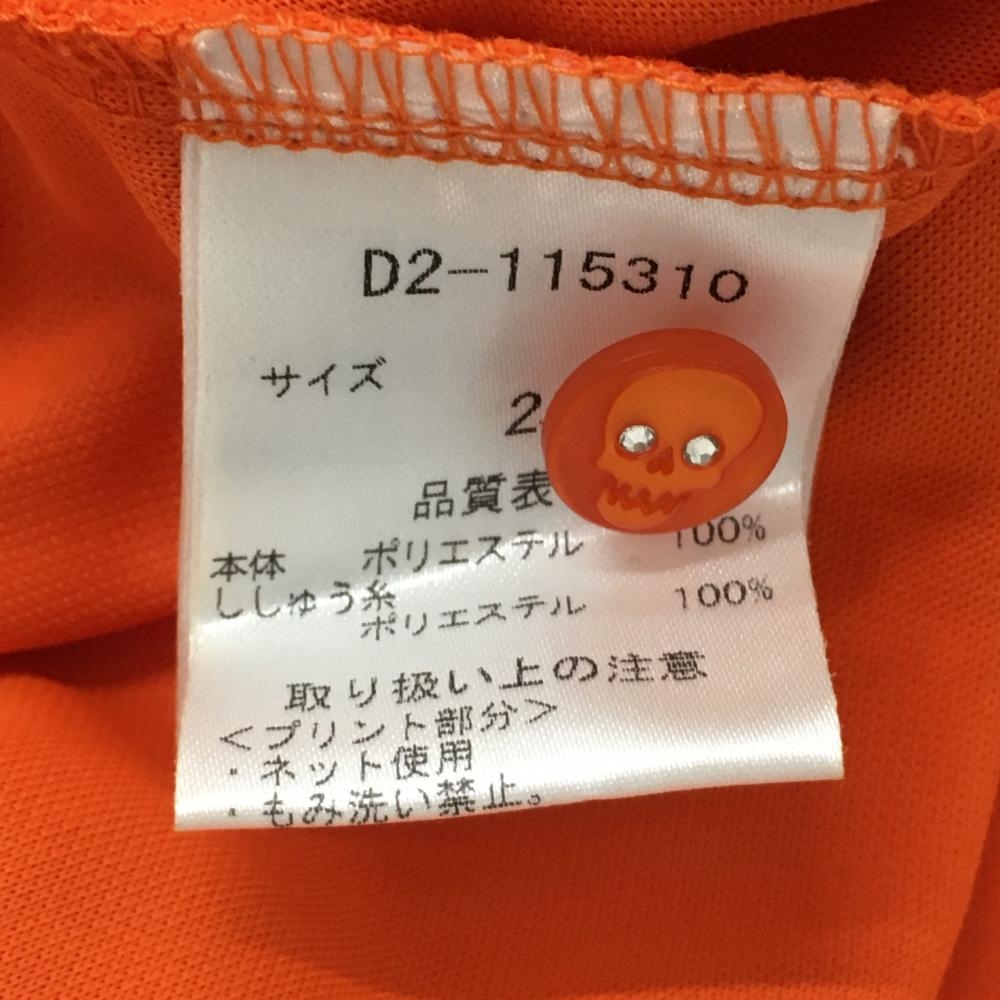 D2-115310
サイズ
2
品質表
本体 ポリエステル 100%
ししゅう糸
ポリエステル 100%
取り扱い上の注意
<プリント部分>
・ネット使用
・もみ洗い禁止。